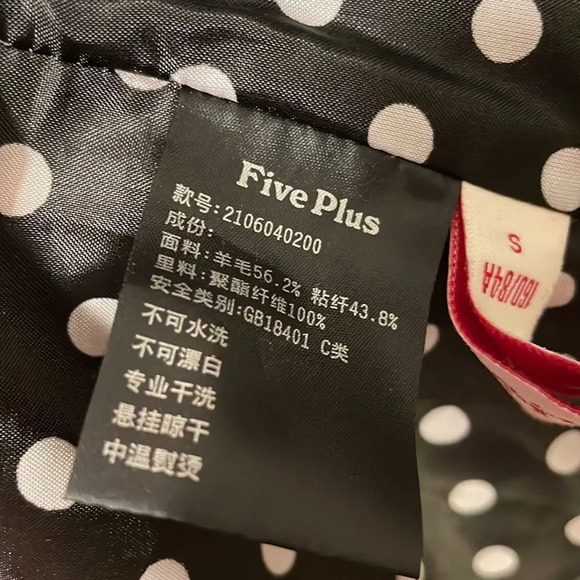 Five Plus
款号:2106040200
成份:
面料:羊毛56.2% 粘纤43.8%
里料:聚酯纤维100%
安全类别:GB18401 C类
不可水洗
不可漂白
专业干洗
悬挂晾干
中温熨烫
S
160/84A